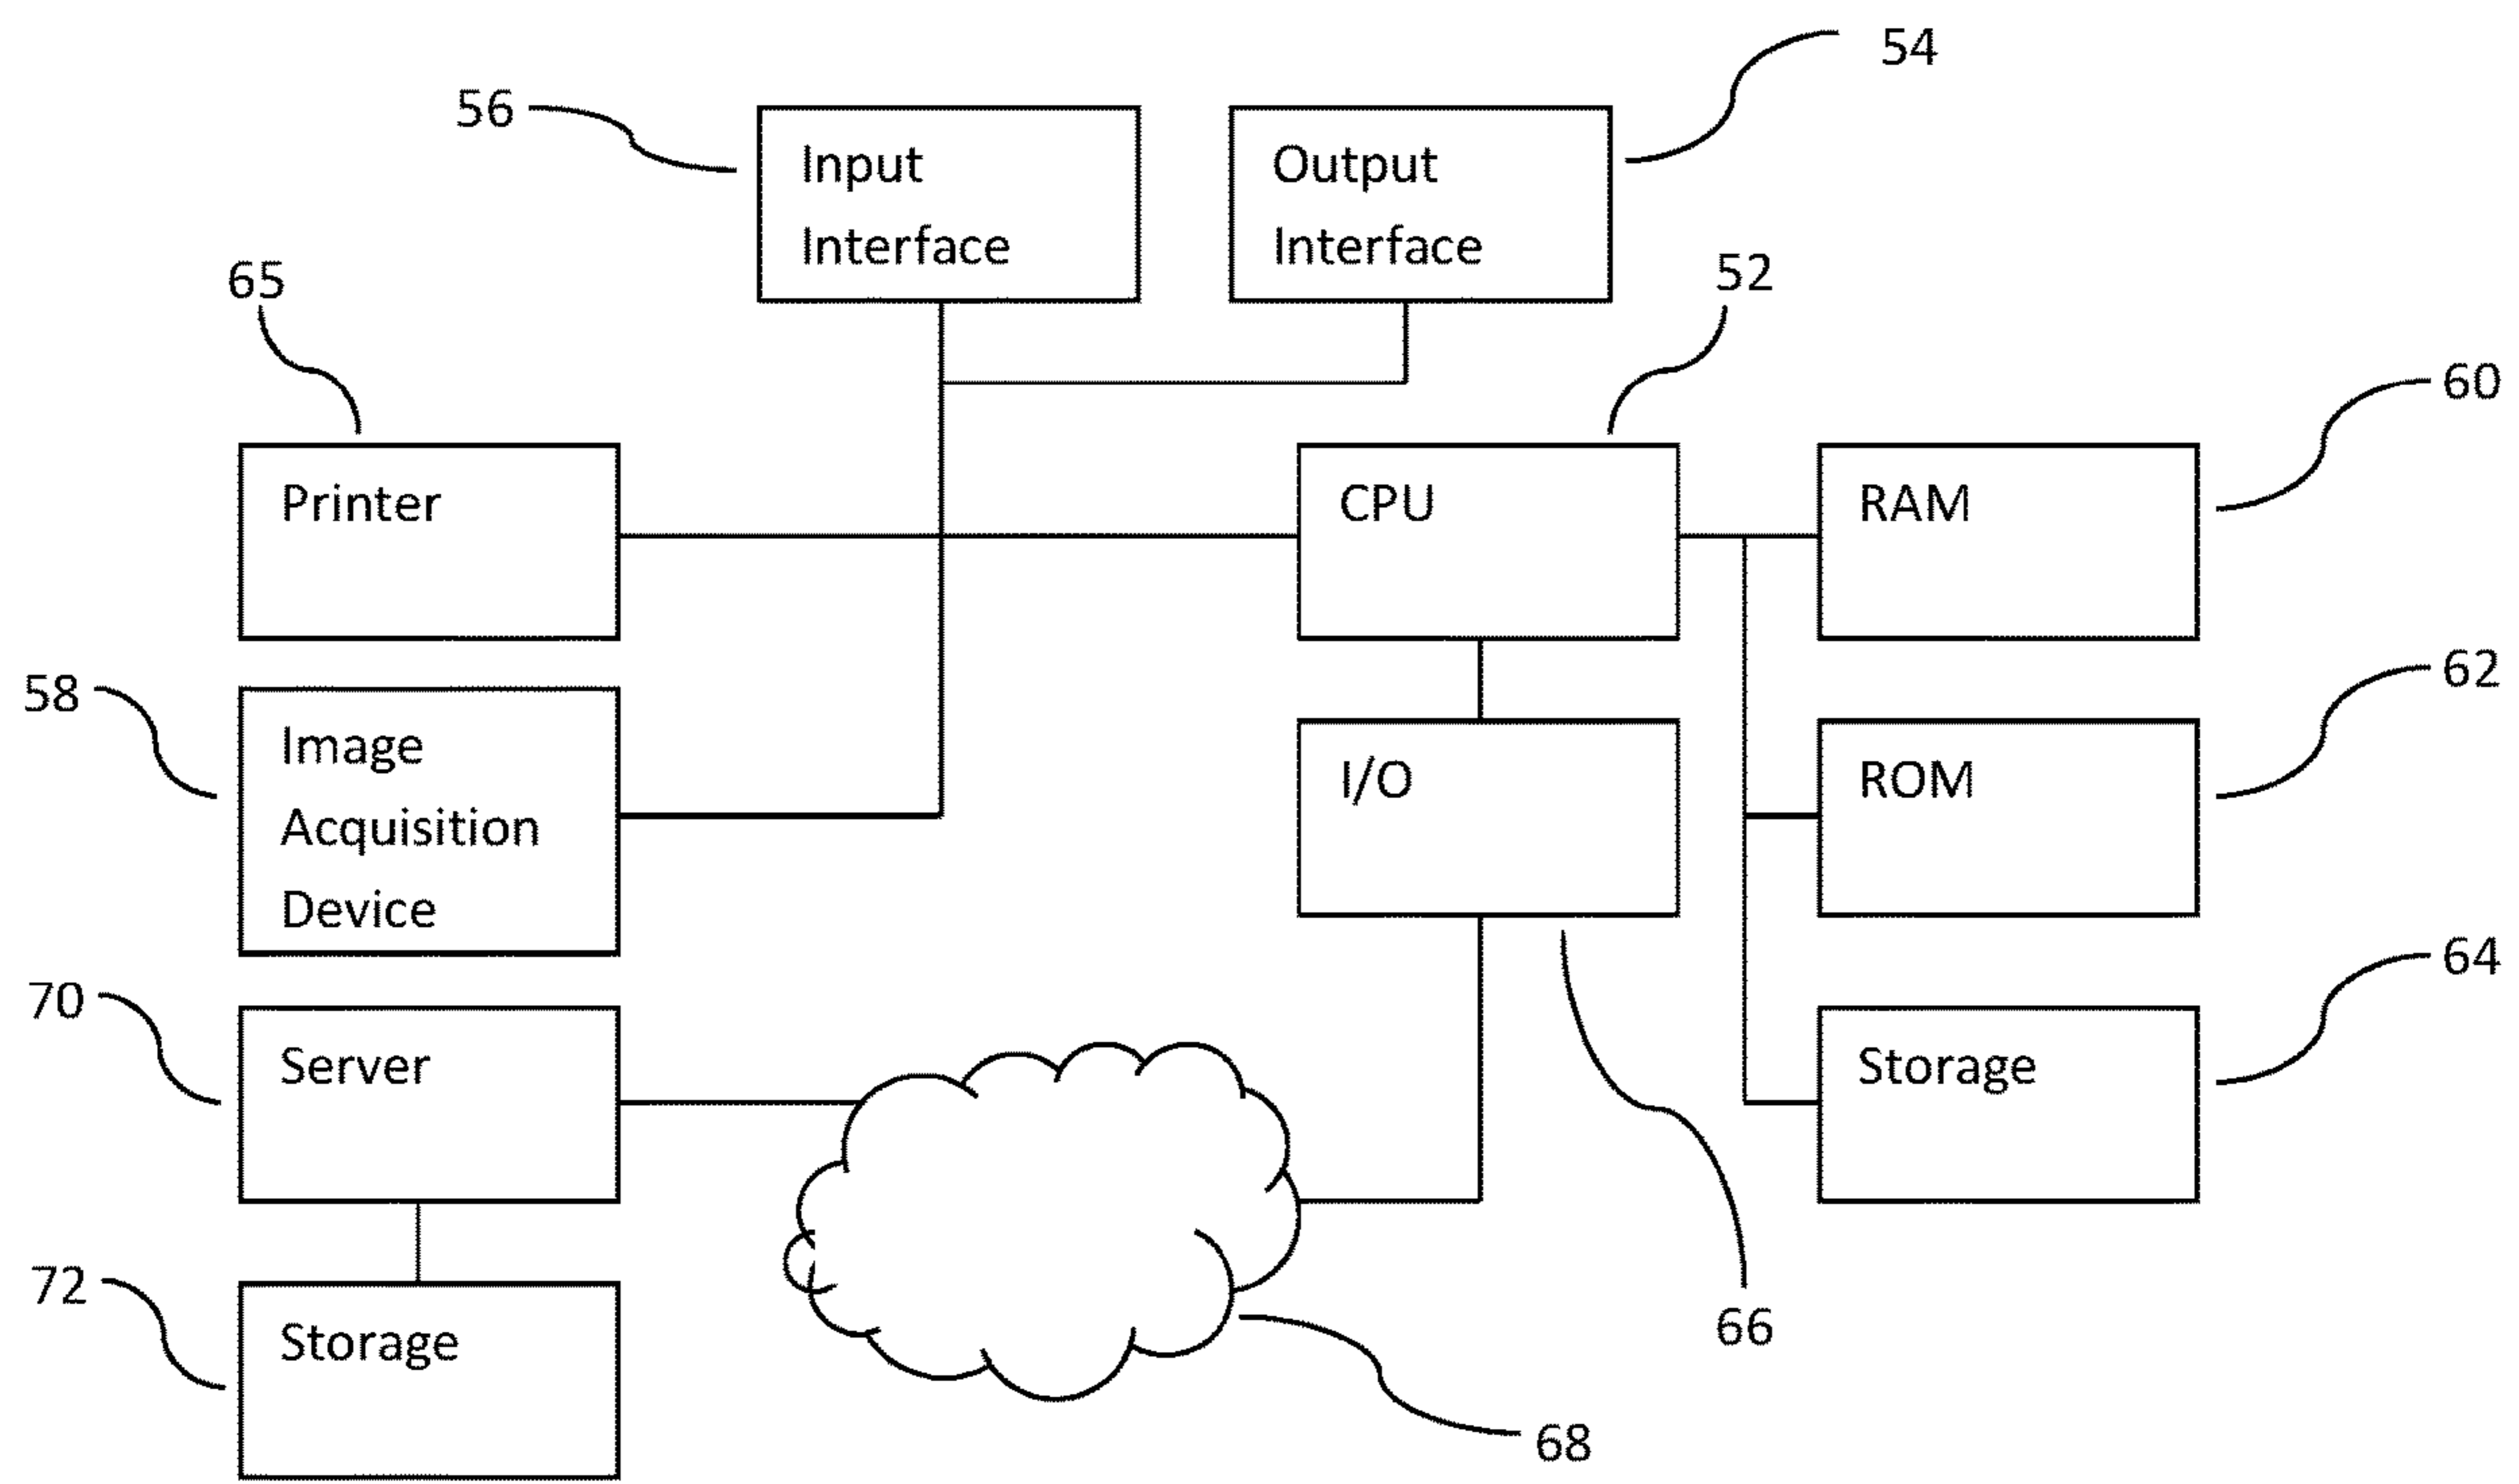 54
56
Input
Interface
Output
Interface
65
52
60
Printer
CPU
RAM
58
62
Image
Acquisition
Device
I/O
ROM
70
64
Server
Storage
72
Storage
66
68